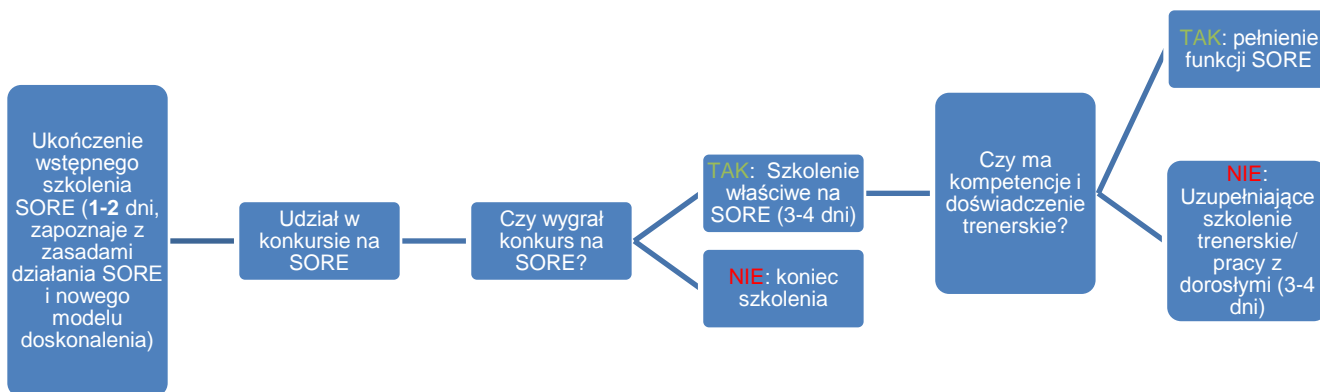 Ukończenie
wstępnego
szkolenia
SORE (1-2 dni,
zapoznaje z
zasadami
działania SORE
i nowego
modelu
doskonalenia)
Udział w
konkursie na
SORE
Czy wygrał
konkurs na
SORE?
TAK: Szkolenie
właściwe na
SORE (3-4 dni)
NIE: koniec
szkolenia
Czy ma
kompetencje i
doświadczenie
trenerskie?
TAK: pełnienie
funkcji SORE
NIE:
Uzupełniające
szkolenie
trenerskie/
pracy z
dorosłymi (3-4
dni)